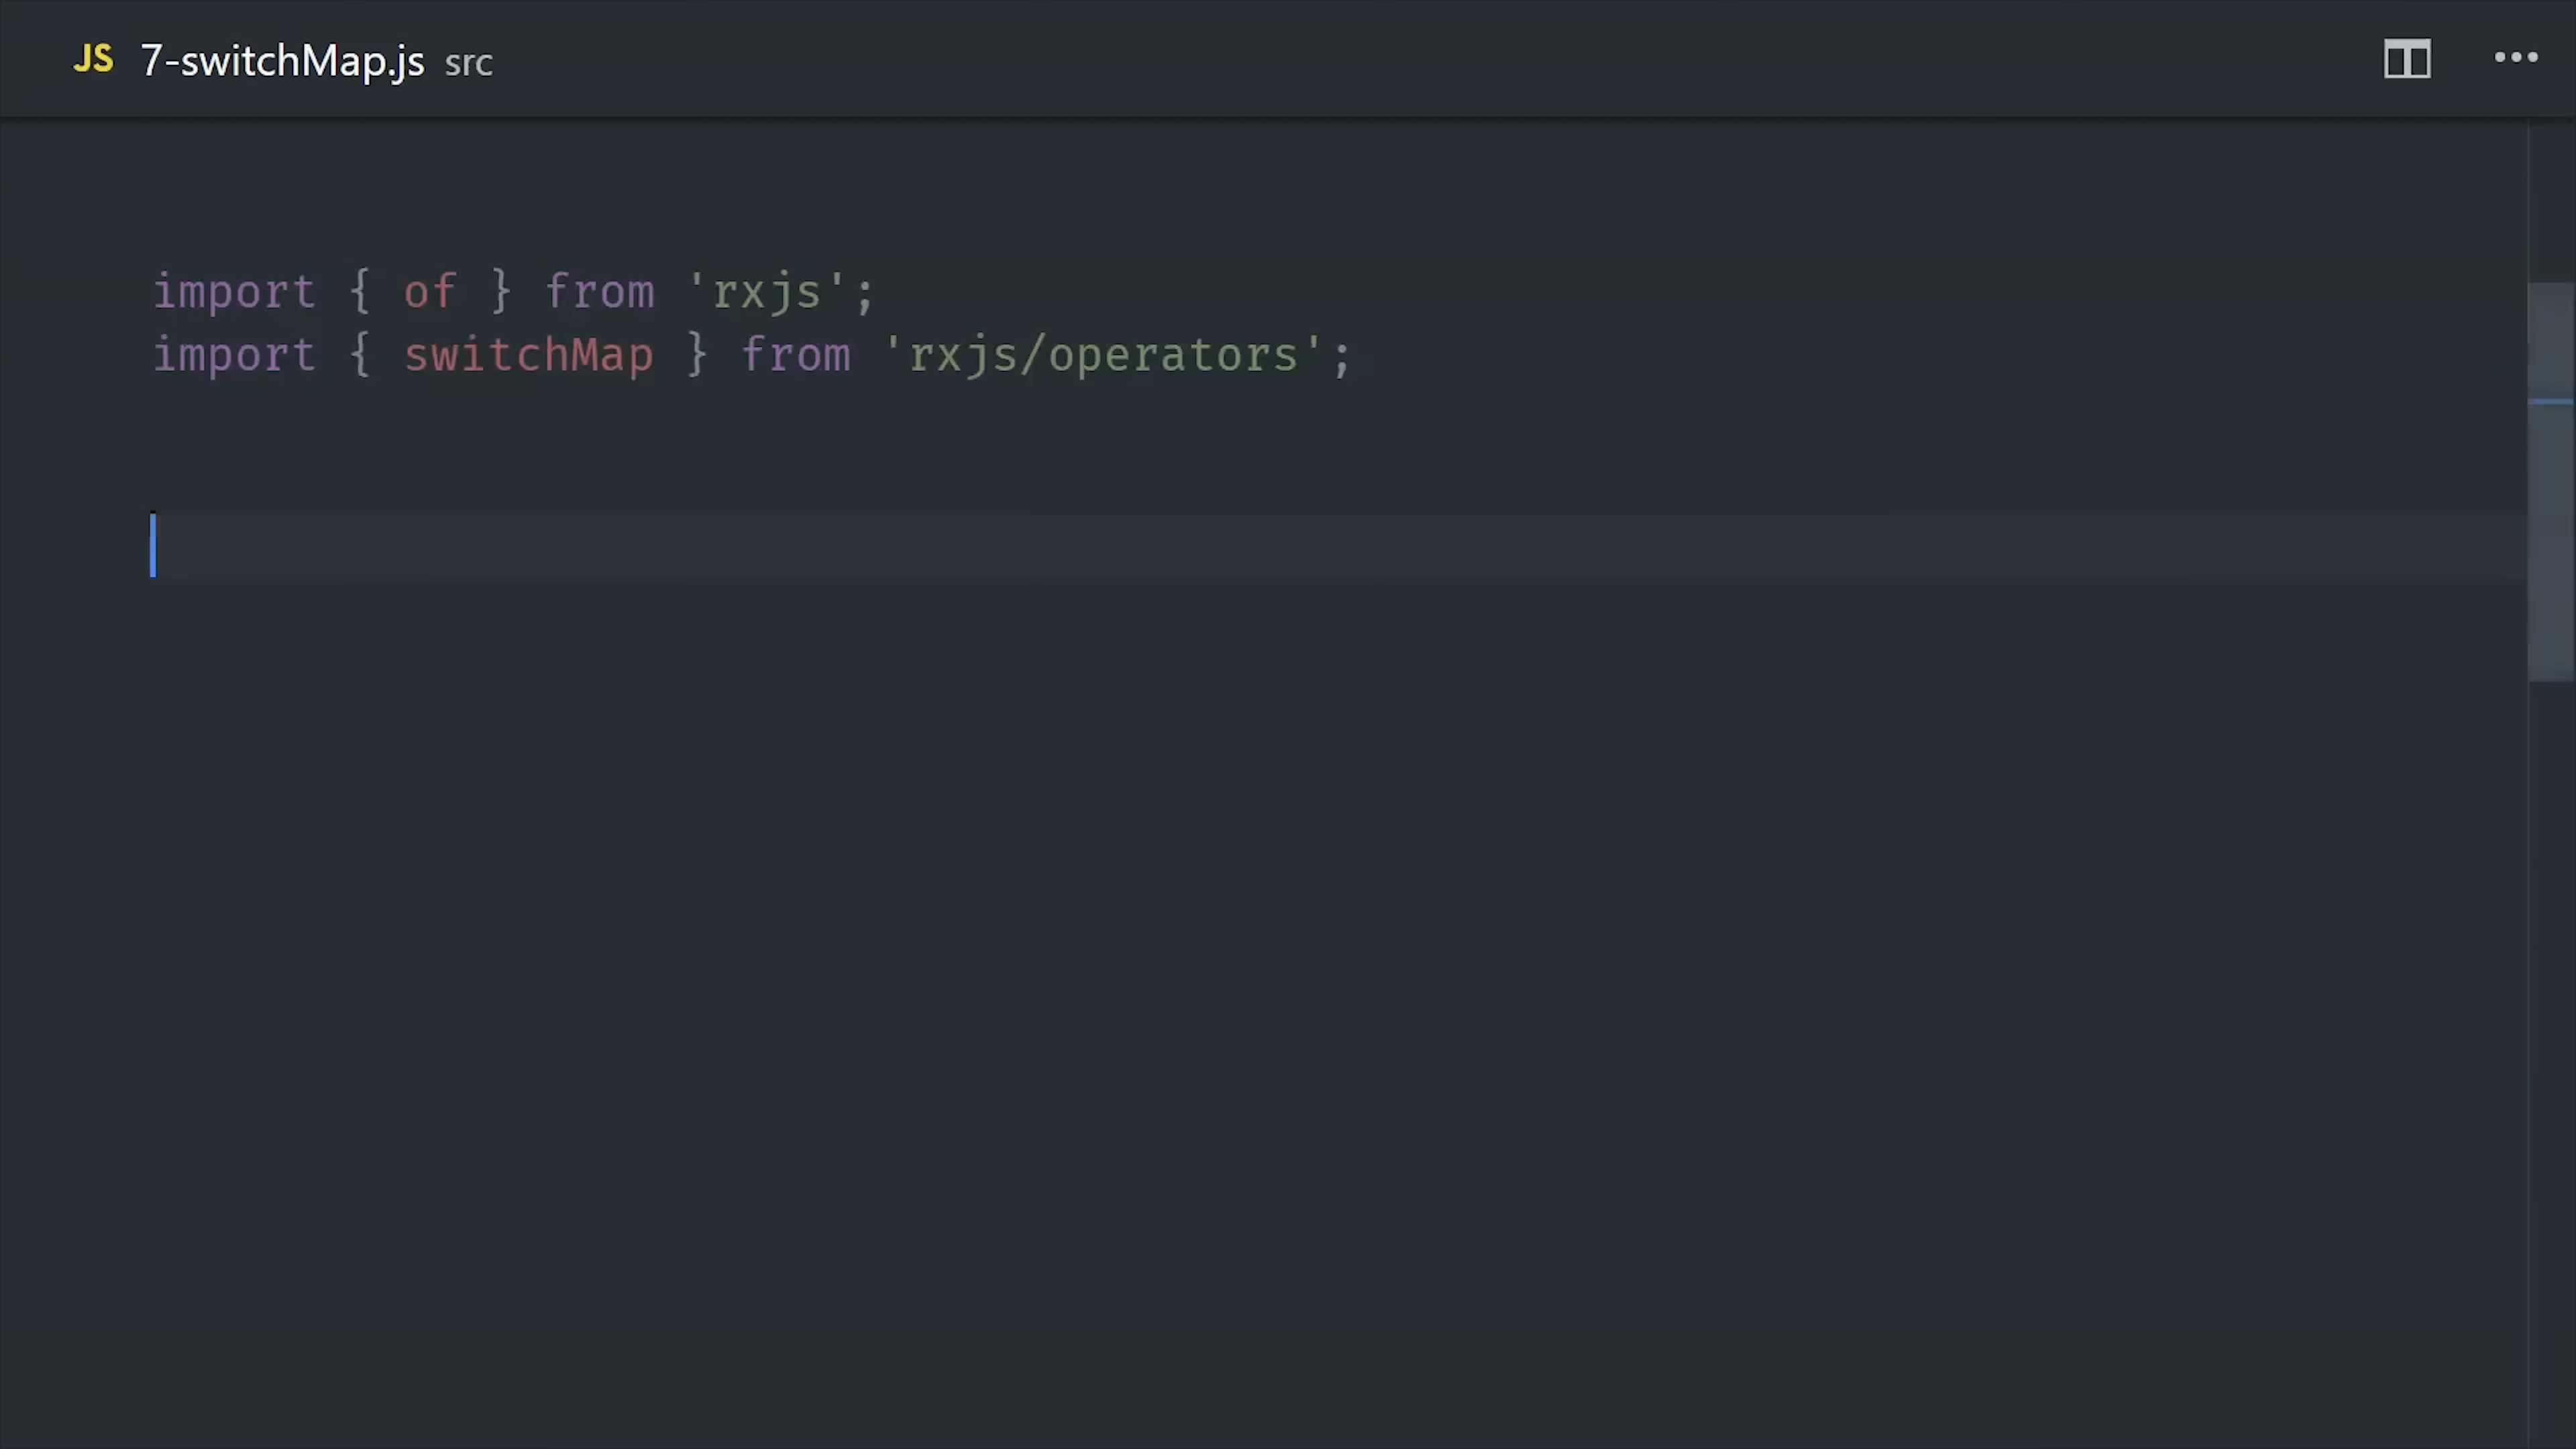 JS 7-switchMap.js src
import { of } from 'rxjs';
import { switchMap } from 'rxjs/operators';